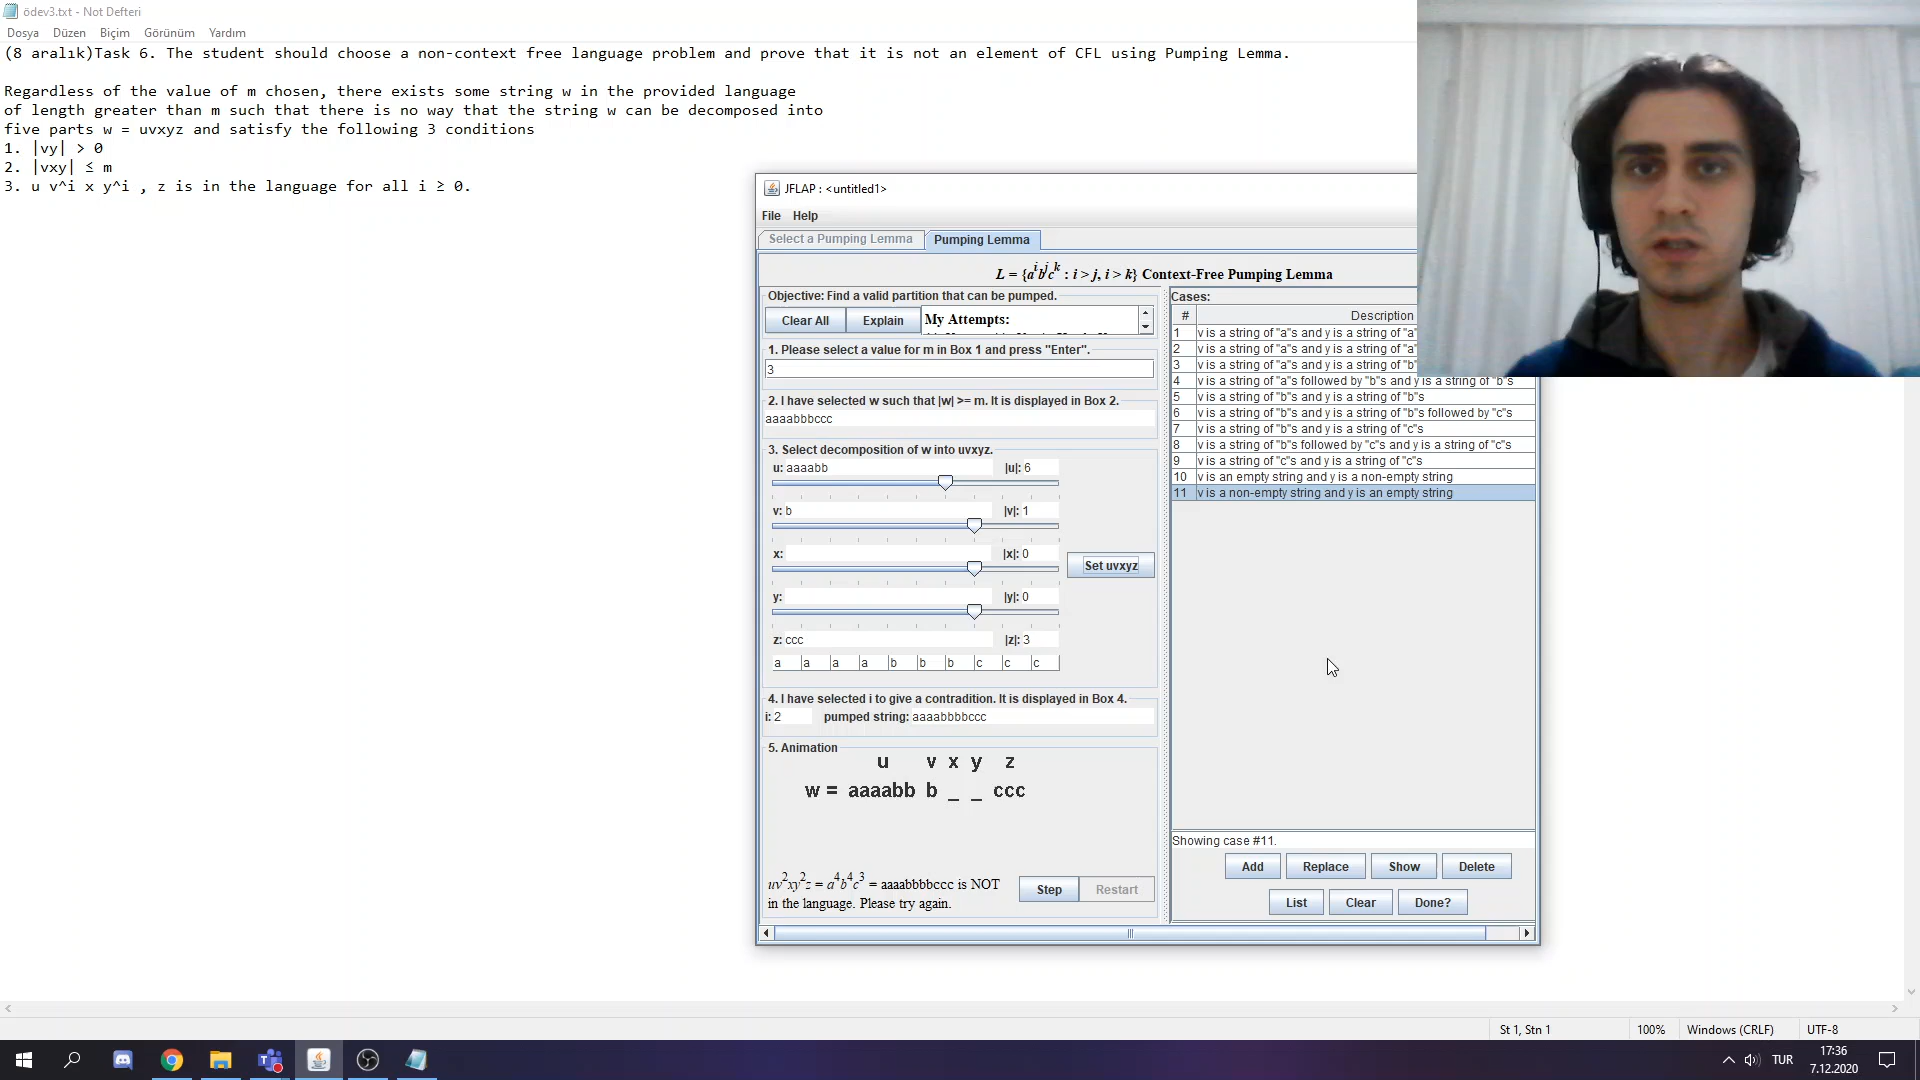 ödev3.txt - Not Defteri
Dosya Düzen Biçim Görünüm Yardım
(8 aralık)Task 6. The student should choose a non-context free language problem and prove that it is not an element of CFL using Pumping Lemma.
Regardless of the value of m chosen, there exists some string w in the provided language
of length greater than m such that there is no way that the string w can be decomposed into
five parts w = uvxyz and satisfy the following 3 conditions
1. |vy| > 0
2. |vxy| ≤ m
3. u v^i x y^i , z is in the language for all i ≥ 0.
JFLAP : <untitled1>
File Help
Select a Pumping Lemma Pumping Lemma
L = {a^i b^j c^k : i > j, i > k} Context-Free Pumping Lemma
Objective: Find a valid partition that can be pumped.
Clear All Explain My Attempts:
1. Please select a value for m in Box 1 and press "Enter".
3
2. I have selected w such that |w| >= m. It is displayed in Box 2.
aaaabbbccc
3. Select decomposition of w into uvxyz.
u: aaaabb |u|: 6
v: b |v|: 1
x: |x|: 0
Set uvxyz
y: |y|: 0
z: ccc |z|: 3
a a a a b b b c c c
4. I have selected i to give a contradition. It is displayed in Box 4.
i: 2 pumped string: aaaabbbbccc
5. Animation
u v x y z
w = aaaabb b _ _ ccc
uv^2xy^2z = a^4b^4c^3 = aaaabbbbccc is NOT
in the language. Please try again.
Step Restart
Cases:
# Description
1 v is a string of "a"s and y is a string of "a"
2 v is a string of "a"s and y is a string of "a"
3 v is a string of "a"s and y is a string of "b"
4 v is a string of "a"s followed by "b"s and y is a string of "b"s
5 v is a string of "b"s and y is a string of "b"s
6 v is a string of "b"s and y is a string of "b"s followed by "c"s
7 v is a string of "b"s and y is a string of "c"s
8 v is a string of "b"s followed by "c"s and y is a string of "c"s
9 v is a string of "c"s and y is a string of "c"s
10 v is an empty string and y is a non-empty string
11 v is a non-empty string and y is an empty string
Showing case #11.
Add Replace Show Delete
List Clear Done?
St 1, Stn 1 100% Windows (CRLF) UTF-8
TUR
17:36
7.12.2020